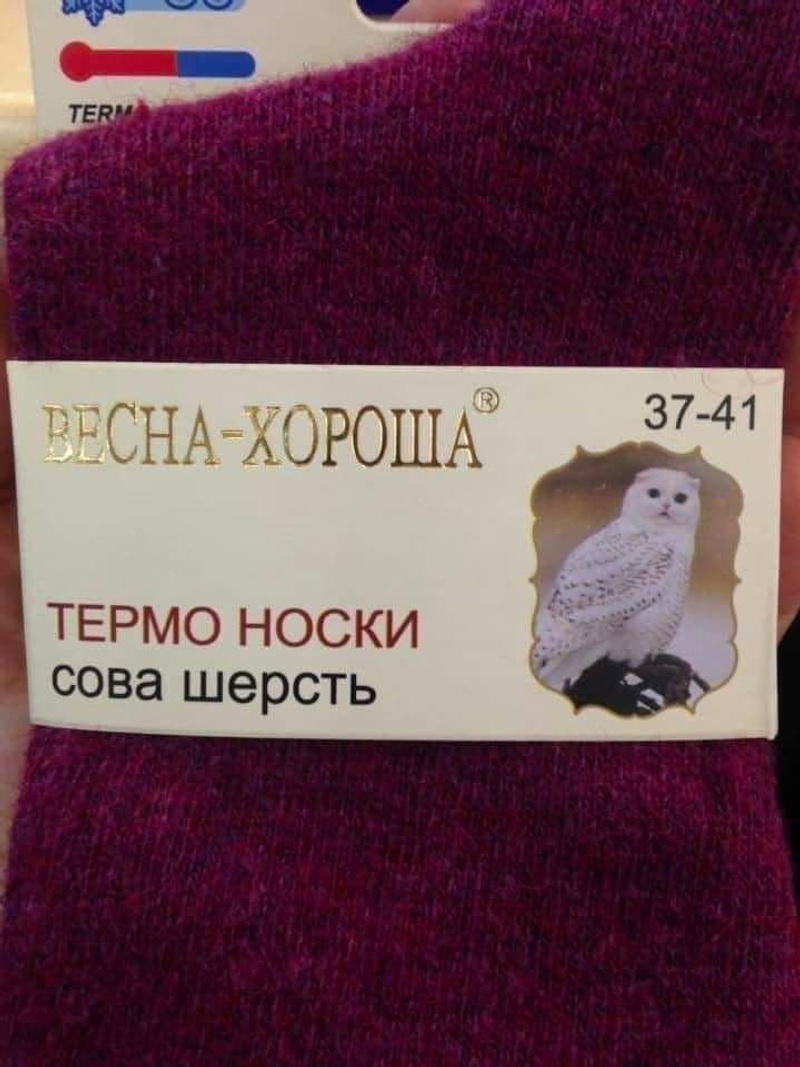 TERM
ВЕСНА-ХОРОША®
37-41
ТЕРМО НОСКИ
сова шерсть